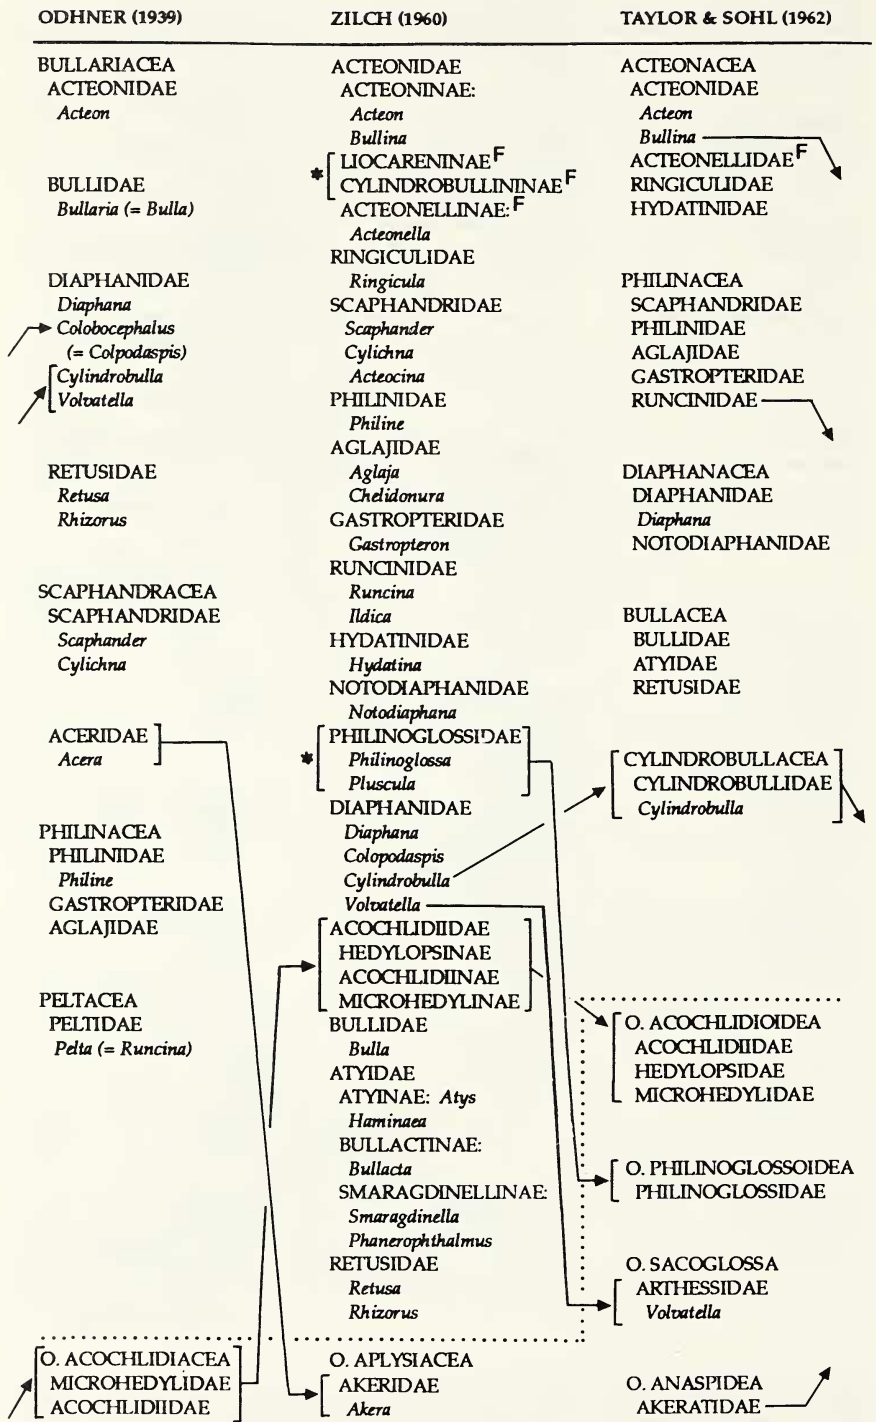 ODHNER (1939)
BULLARIACEA
ACTEONIDAE
Acteon
BULLIDAE
Bullaria (= Bulla)
DIAPHANIDAE
Diaphana
Colobocephalus
(= Colpodaspis)
Cylindrobulla
Volvatella
RETUSIDAE
Retusa
Rhizorus
SCAPHANDRACEA
SCAPHANDRIDAE
Scaphander
Cylichna
ACERIDAE
Acera
PHILINACEA
PHILINIDAE
Philine
GASTROPTERIDAE
AGLAJIDAE
PELTACEA
PELTIDAE
Pelta (= Runcina)
O. ACOCHLIDIACEA
MICROHEDYLIDAE
ACOCHLIDIIDAE
ZILCH (1960)
ACTEONIDAE
ACTEONINAE:
Acteon
Bullina
* LIOCARENINAE F
CYLINDROBULLININAE F
ACTEONELLINAE: F
Acteonella
RINGICULIDAE
Ringicula
SCAPHANDRIDAE
Scaphander
Cylichna
Acteocina
PHILINIDAE
Philine
AGLAJIDAE
Aglaja
Chelidonura
GASTROPTERIDAE
Gastropteron
RUNCINIDAE
Runcina
Ildica
HYDATINIDAE
Hydatina
NOTODIAPHANIDAE
Notodiaphana
PHILINOGLOSSIDAE
* Philinoglossa
Pluscula
DIAPHANIDAE
Diaphana
Colopodaspis
Cylindrobulla
Volvatella
ACOCHLIDIIDAE
HEDYLOPSINAE
ACOCHLIDIINAE
MICROHEDYLINAE
BULLIDAE
Bulla
ATYIDAE
ATYINAE: Atys
Haminaea
BULLACTINAE:
Bullacta
SMARAGDINELLINAE:
Smaragdinella
Phanerophthalmus
RETUSIDAE
Retusa
Rhizorus
O. APLYSIACEA
AKERIDAE
Akera
TAYLOR & SOHL (1962)
ACTEONACEA
ACTEONIDAE
Acteon
Bullina
ACTEONELLIDAE F
RINGICULIDAE
HYDATINIDAE
PHILINACEA
SCAPHANDRIDAE
PHILINIDAE
AGLAJIDAE
GASTROPTERIDAE
RUNCINIDAE
DIAPHANACEA
DIAPHANIDAE
Diaphana
NOTODIAPHANIDAE
BULLACEA
BULLIDAE
ATYIDAE
RETUSIDAE
CYLINDROBULLACEA
CYLINDROBULLIDAE
Cylindrobulla
O. ACOCHLIDIOIDEA
ACOCHLIDIIDAE
HEDYLOPSIDAE
MICROHEDYLIDAE
O. PHILINOGLOSSOIDEA
PHILINOGLOSSIDAE
O. SACOGLOSSA
ARTHESSIDAE
Volvatella
O. ANASPIDEA
AKERATIDAE